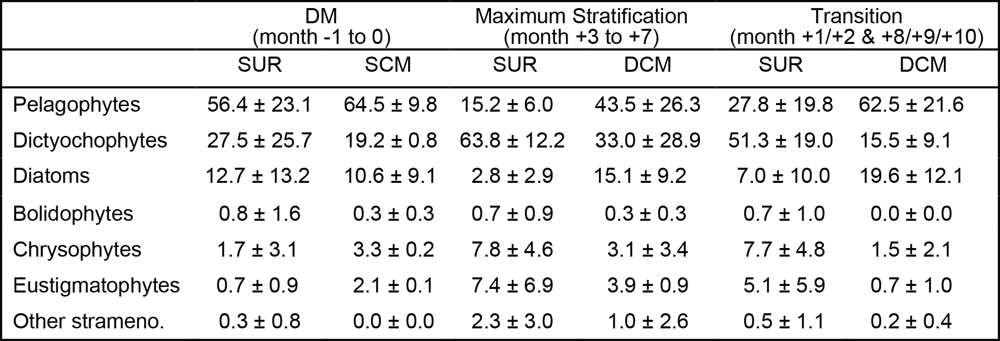 DM Maximum Stratification Transition
(month -1 to 0) (month +3 to +7) (month +1/+2 & +8/+9/+10)
SUR SCM SUR DCM SUR DCM
Pelagophytes 56.4 ± 23.1 64.5 ± 9.8 15.2 ± 6.0 43.5 ± 26.3 27.8 ± 19.8 62.5 ± 21.6
Dictyochophytes 27.5 ± 25.7 19.2 ± 0.8 63.8 ± 12.2 33.0 ± 28.9 51.3 ± 19.0 15.5 ± 9.1
Diatoms 12.7 ± 13.2 10.6 ± 9.1 2.8 ± 2.9 15.1 ± 9.2 7.0 ± 10.0 19.6 ± 12.1
Bolidophytes 0.8 ± 1.6 0.3 ± 0.3 0.7 ± 0.9 0.3 ± 0.3 0.7 ± 1.0 0.0 ± 0.0
Chrysophytes 1.7 ± 3.1 3.3 ± 0.2 7.8 ± 4.6 3.1 ± 3.4 7.7 ± 4.8 1.5 ± 2.1
Eustigmatophytes 0.7 ± 0.9 2.1 ± 0.1 7.4 ± 6.9 3.9 ± 0.9 5.1 ± 5.9 0.7 ± 1.0
Other strameno. 0.3 ± 0.8 0.0 ± 0.0 2.3 ± 3.0 1.0 ± 2.6 0.5 ± 1.1 0.2 ± 0.4